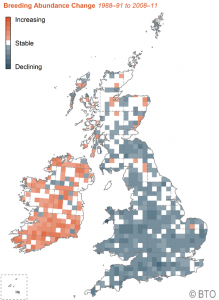 Breeding Abundance Change 1988–91 to 2008–11
Increasing
Stable
Declining
© BTO